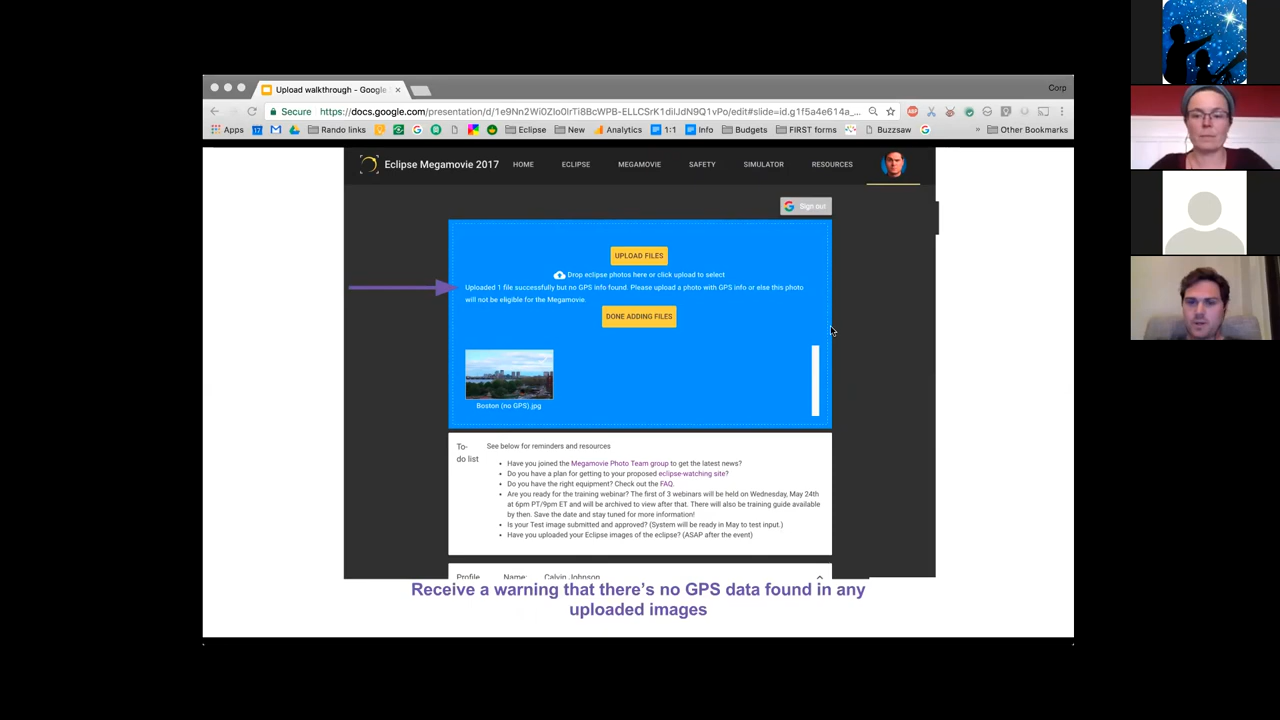 Upload walkthrough - Google
Corp
Secure
https://docs.google.com/presentation/d/1e9Nn2Wi0ZIo0lrTi8BcWPB-ELLCSrK1diIJdN9Q1vPo/edit#slide=id.g1f5a4e614a_...
Apps
17
Rando links
Eclipse
New
Analytics
1:1
Info
Budgets
FIRST forms
Buzzsaw
» Other Bookmarks
Eclipse Megamovie 2017
HOME
ECLIPSE
MEGAMOVIE
SAFETY
SIMULATOR
RESOURCES
Sign out
UPLOAD FILES
Drop eclipse photos here or click upload to select
Uploaded 1 file successfully but no GPS info found. Please upload a photo with GPS info or else this photo
will not be eligible for the Megamovie.
DONE ADDING FILES
Boston (no GPS).jpg
To-
do list
See below for reminders and resources
• Have you joined the Megamovie Photo Team group to get the latest news?
• Do you have a plan for getting to your proposed eclipse-watching site?
• Do you have the right equipment? Check out the FAQ.
• Are you ready for the training webinar? The first of 3 webinars will be held on Wednesday, May 24th
at 6pm PT/9pm ET and will be archived to view after that. There will also be training guide available
by then. Save the date and stay tuned for more information!
• Is your Test image submitted and approved? (System will be ready in May to test input.)
• Have you uploaded your Eclipse images of the eclipse? (ASAP after the event)
Profile
Name:
Calvin Johnson
Receive a warning that there's no GPS data found in any
uploaded images